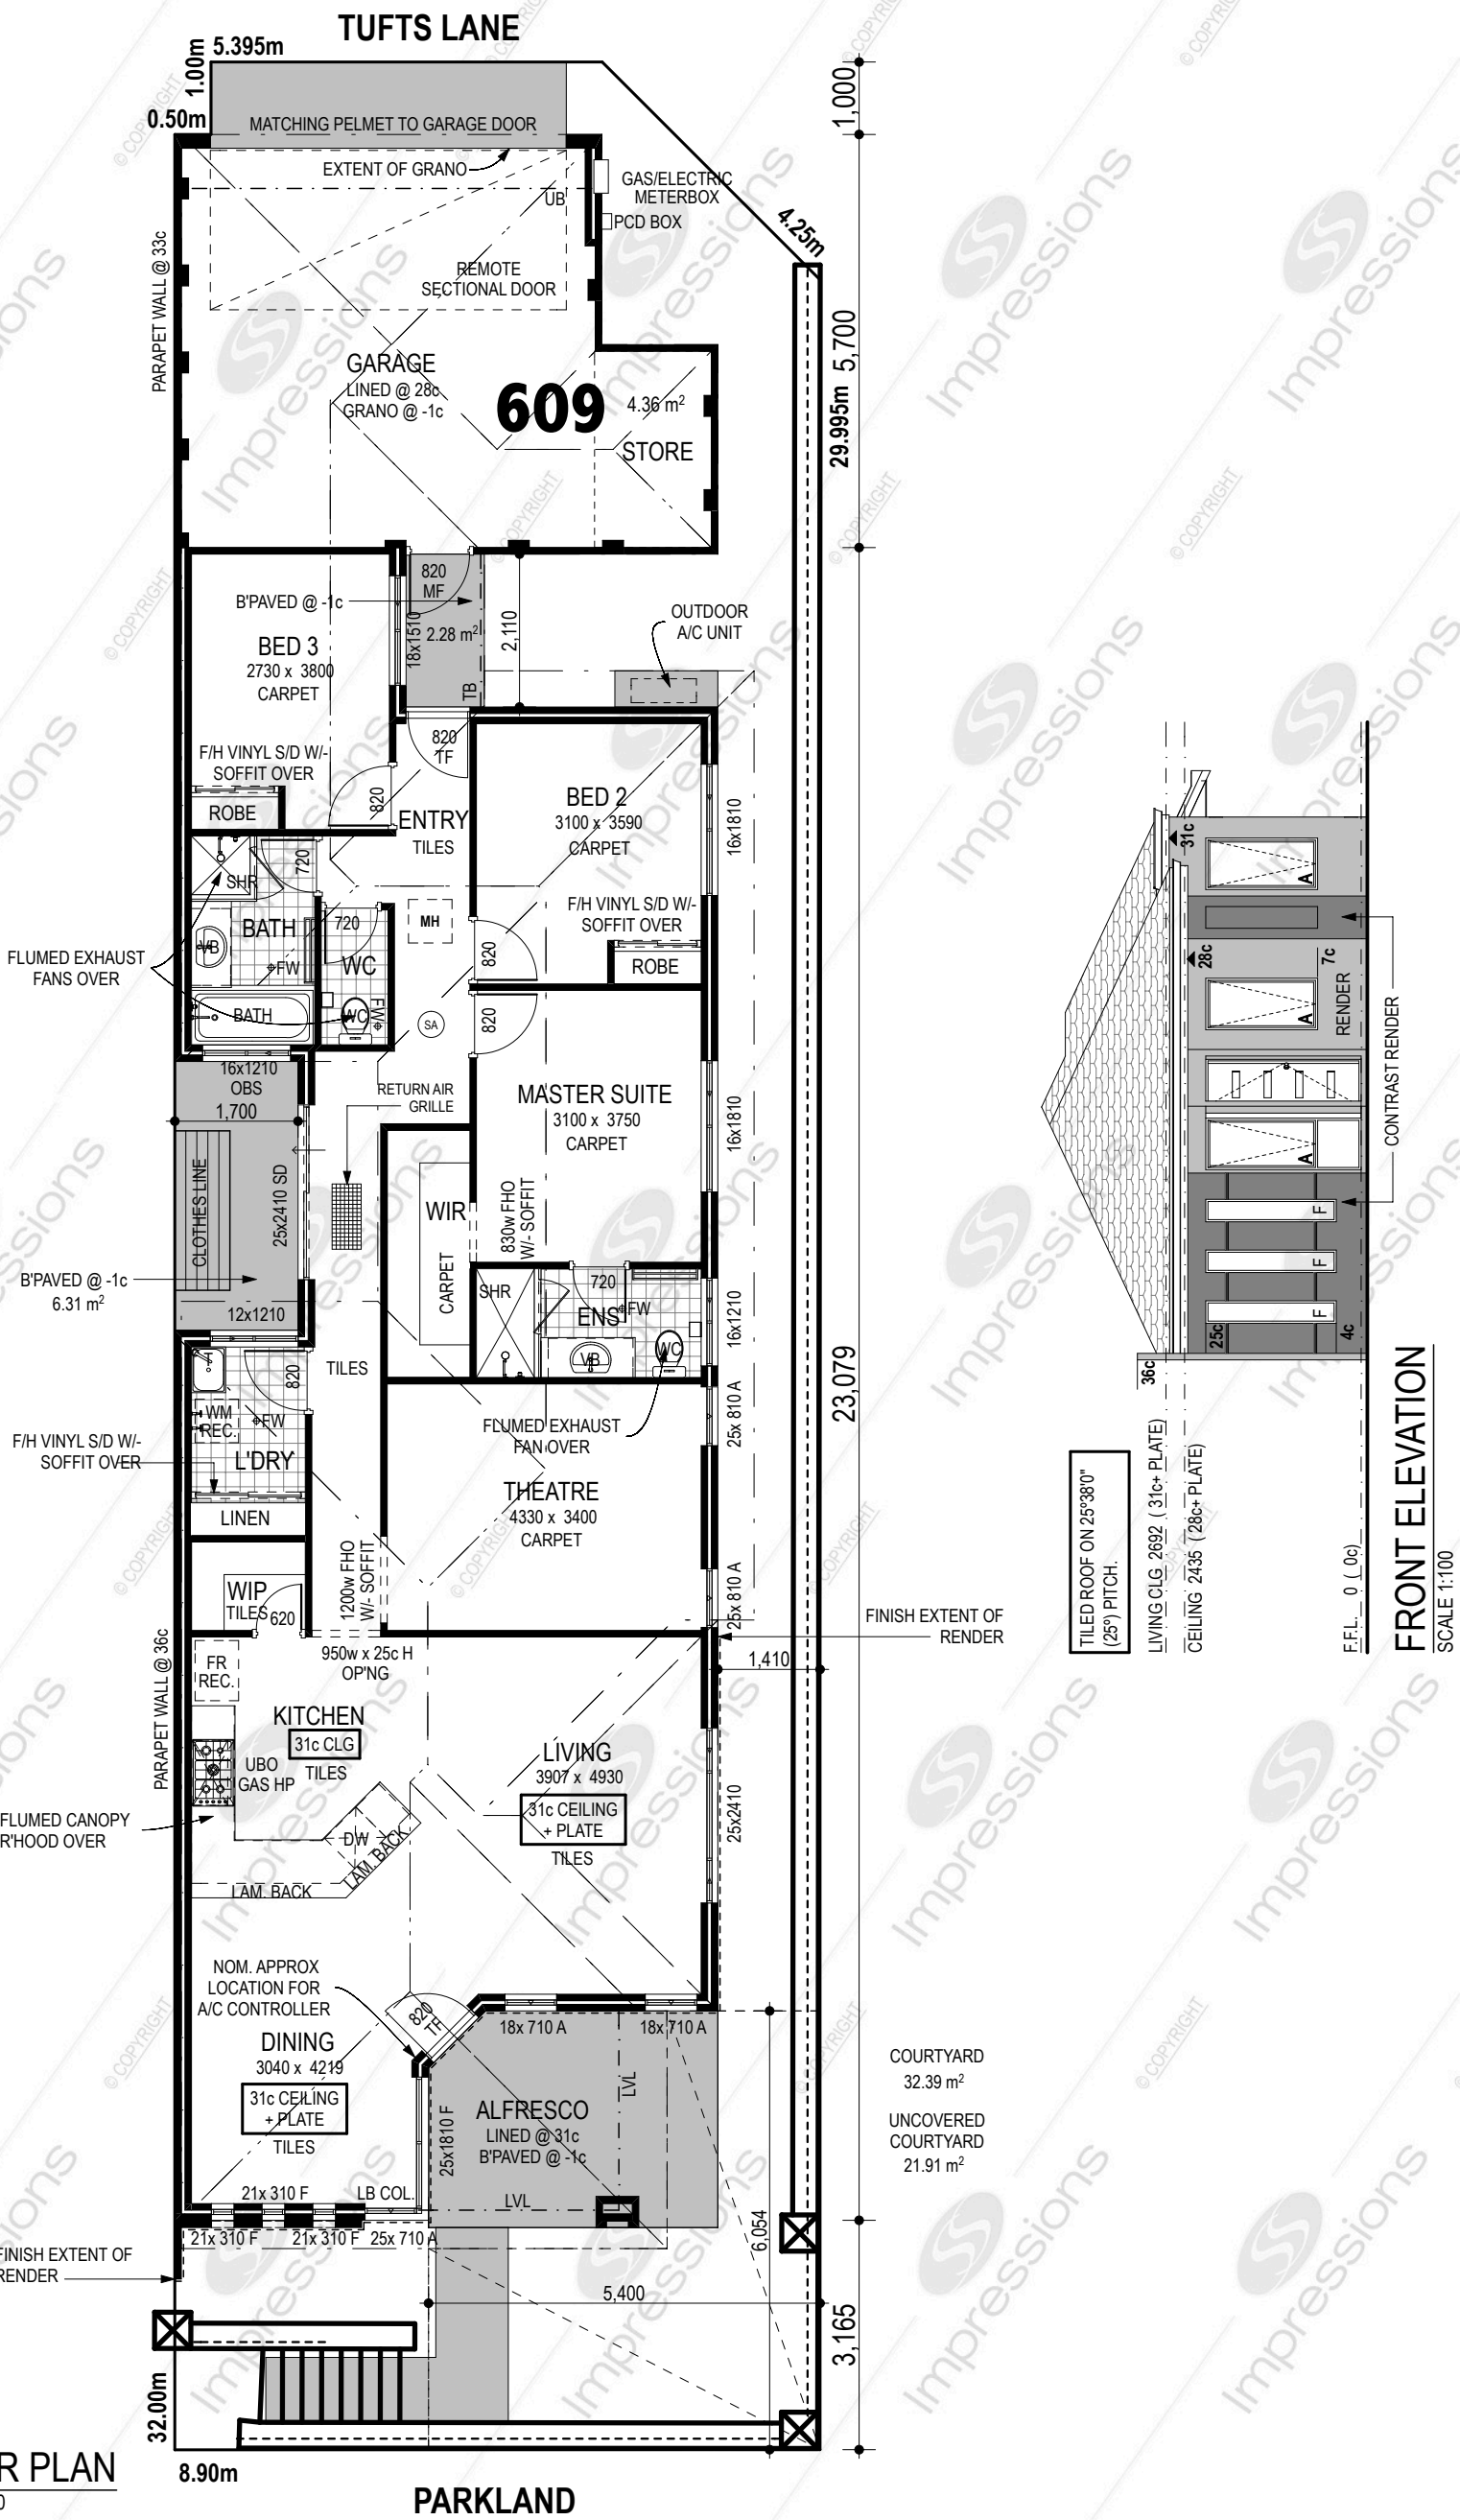 TUFTS LANE
5.395m
1.00m
0.50m
MATCHING PELMET TO GARAGE DOOR
EXTENT OF GRANO
UB
GAS/ELECTRIC
METERBOX
PCD BOX
4.25m
1,000
REMOTE
SECTIONAL DOOR
PARAPET WALL @ 33c
GARAGE
LINED @ 28c
GRANO @ -1c
609
4.36 m²
STORE
5,700
29.995m
820
MF
B'PAVED @ -1c
2.28 m²
18x1510
2,110
TB
OUTDOOR
A/C UNIT
BED 3
2730 x 3800
CARPET
F/H VINYL S/D W/-
SOFFIT OVER
ROBE
820
820
TF
ENTRY
TILES
BED 2
3100 x 3590
CARPET
16x1810
F/H VINYL S/D W/-
SOFFIT OVER
ROBE
SHR
720
BATH
VB
FW
BATH
720
WC
WC
FW
MH
820
820
SA
FLUMED EXHAUST
FANS OVER
16x1210
OBS
1,700
RETURN AIR
GRILLE
MASTER SUITE
3100 x 3750
CARPET
16x1810
CLOTHES LINE
25x2410 SD
WIR
CARPET
830w FHO
W/- SOFFIT
B'PAVED @ -1c
6.31 m²
12x1210
SHR
720
ENS
FW
VB
WC
16x1210
TILES
820
WM
REC.
FW
L'DRY
F/H VINYL S/D W/-
SOFFIT OVER
LINEN
FLUMED EXHAUST
FAN OVER
25x 810 A
THEATRE
4330 x 3400
CARPET
23,079
WIP
TILES
620
1200w FHO
W/- SOFFIT
25x 810 A
FINISH EXTENT OF
RENDER
950w x 25c H
OP'NG
1,410
FR
REC.
PARAPET WALL @ 36c
KITCHEN
31c CLG
TILES
UBO
GAS HP
LIVING
3907 x 4930
31c CEILING
+ PLATE
TILES
25x2410
FLUMED CANOPY
R'HOOD OVER
DW
LAM. BACK
LAM. BACK
NOM. APPROX
LOCATION FOR
A/C CONTROLLER
820
TF
18x 710 A
18x 710 A
DINING
3040 x 4219
31c CEILING
+ PLATE
TILES
25x1810 F
ALFRESCO
LINED @ 31c
B'PAVED @ -1c
LVL
LVL
COURTYARD
32.39 m²
UNCOVERED
COURTYARD
21.91 m²
21x 310 F
LB COL.
21x 310 F
21x 310 F
25x 710 A
6,054
FINISH EXTENT OF
RENDER
5,400
3,165
32.00m
8.90m
R PLAN
PARKLAND
31c
28c
7c
RENDER
CONTRAST RENDER
A
A
A
F
F
F
25c
4c
36c
TILED ROOF ON 25°38'0"
(25°) PITCH.
LIVING CLG 2692 ( 31c+ PLATE)
CEILING 2435 (28c+ PLATE)
F.F.L. 0 ( 0c)
FRONT ELEVATION
SCALE 1:100
Impressions
© COPYRIGHT